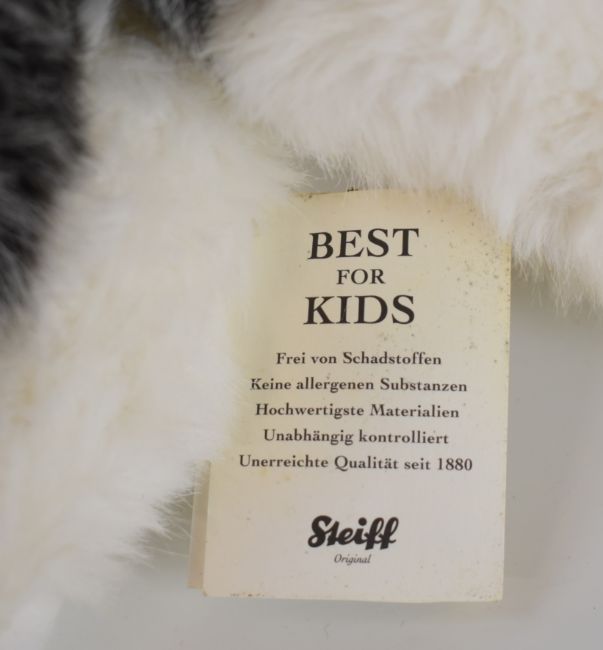 BEST
FOR
KIDS
Frei von Schadstoffen
Keine allergenen Substanzen
Hochwertigste Materialien
Unabhängig kontrolliert
Unerreichte Qualität seit 1880
Steiff
Original